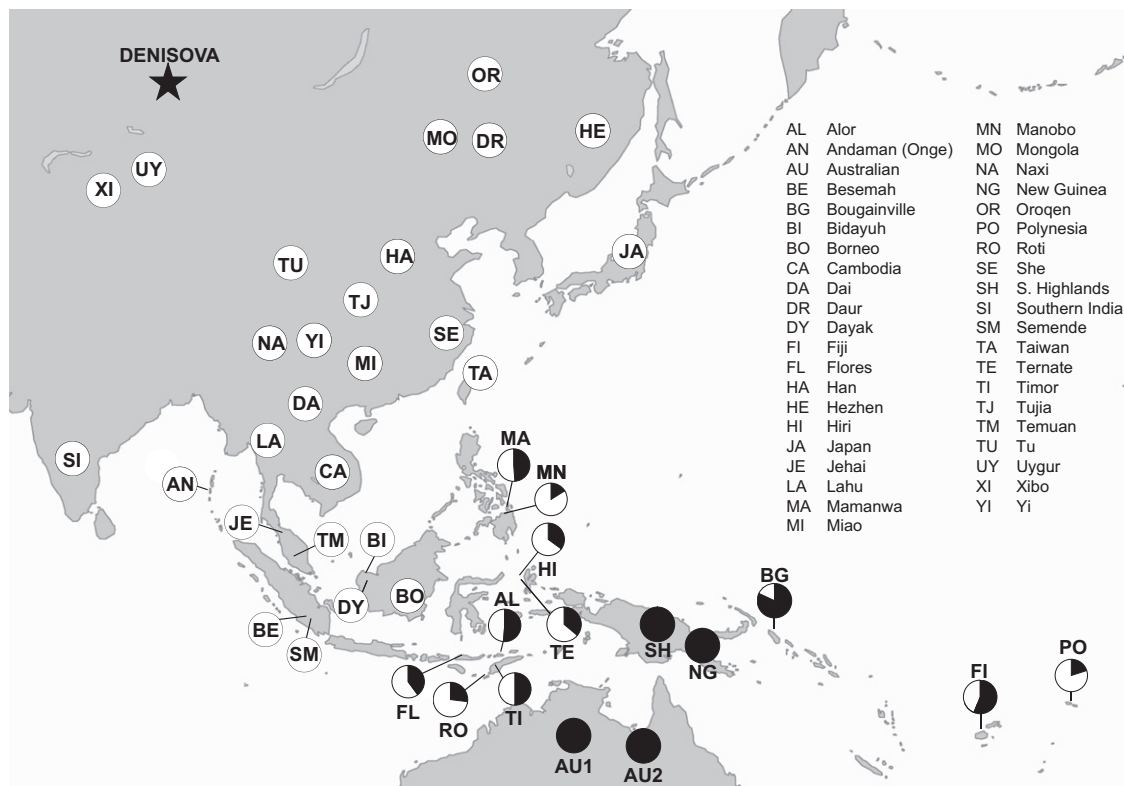 DENISOVA
OR
MO
DR
HE
UY
XI
TU
HA
JA
TJ
NA
YI
MI
SE
TA
DA
LA
SI
CA
AN
JE
TM
BI
DY
BO
BE
SM
MA
MN
HI
AL
TE
SH
NG
BG
FL
RO
TI
AU1
AU2
FI
PO
AL Alor
AN Andaman (Onge)
AU Australian
BE Besemah
BG Bougainville
BI Bidayuh
BO Borneo
CA Cambodia
DA Dai
DR Daur
DY Dayak
FI Fiji
FL Flores
HA Han
HE Hezhen
HI Hiri
JA Japan
JE Jehai
LA Lahu
MA Mamanwa
MI Miao
MN Manobo
MO Mongola
NA Naxi
NG New Guinea
OR Oroqen
PO Polynesia
RO Roti
SE She
SH S. Highlands
SI Southern India
SM Semende
TA Taiwan
TE Ternate
TI Timor
TJ Tujia
TM Temuan
TU Tu
UY Uygur
XI Xibo
YI Yi